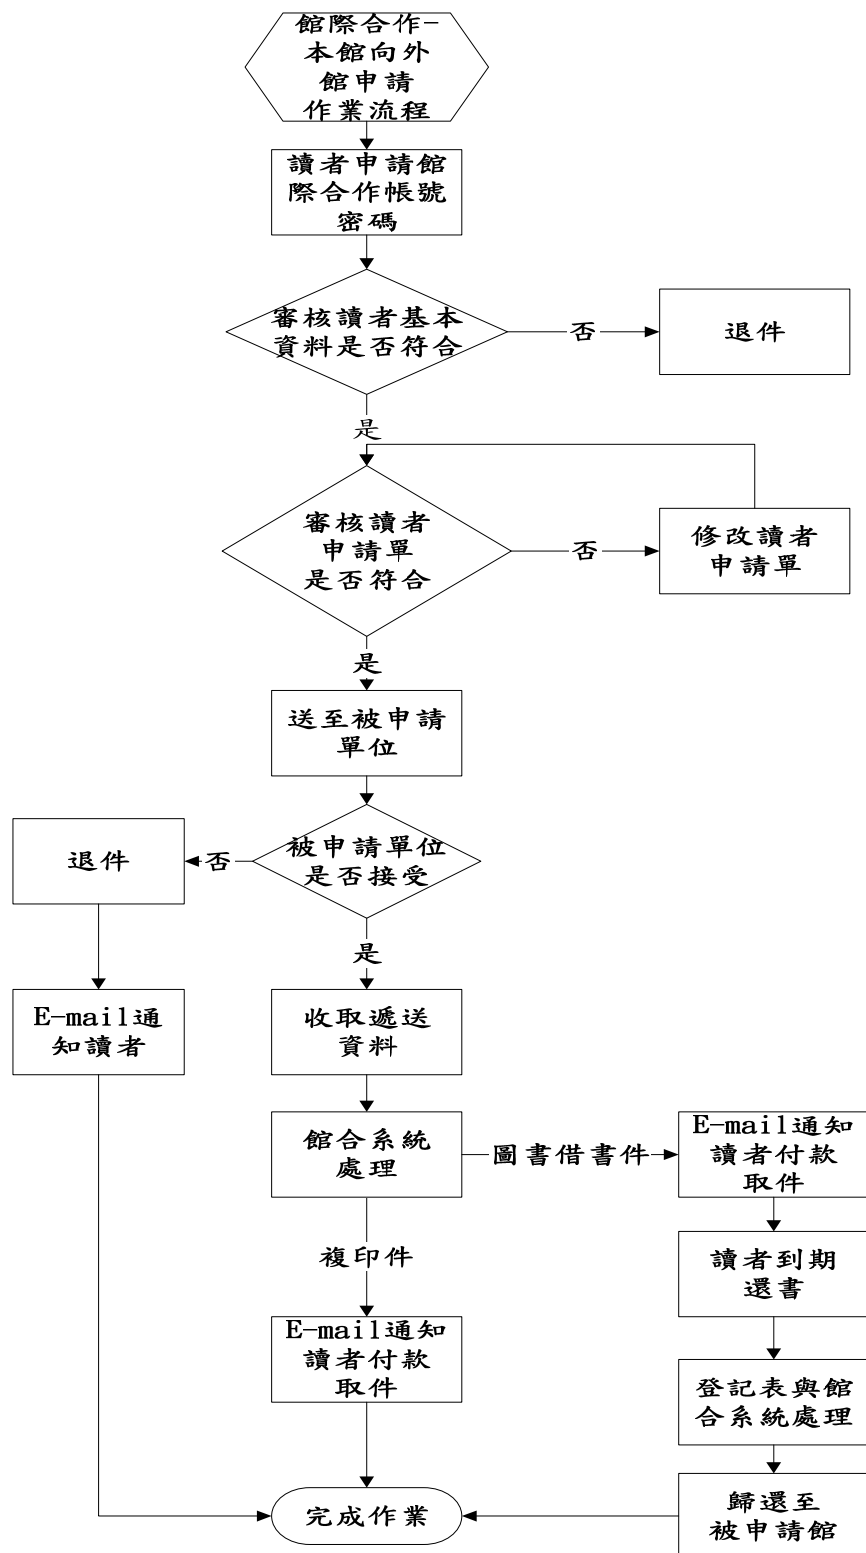 館際合作-
本館向外
館申請
作業流程
讀者申請館
際合作帳號
密碼
審核讀者基本
資料是否符合
否
退件
是
審核讀者
申請單
是否符合
否
修改讀者
申請單
是
送至被申請
單位
被申請單位
是否接受
否
退件
E-mail通
知讀者
是
收取遞送
資料
館合系統
處理
圖書借書件
E-mail通知
讀者付款
取件
讀者到期
還書
登記表與館
合系統處理
歸還至
被申請館
複印件
E-mail通知
讀者付款
取件
完成作業